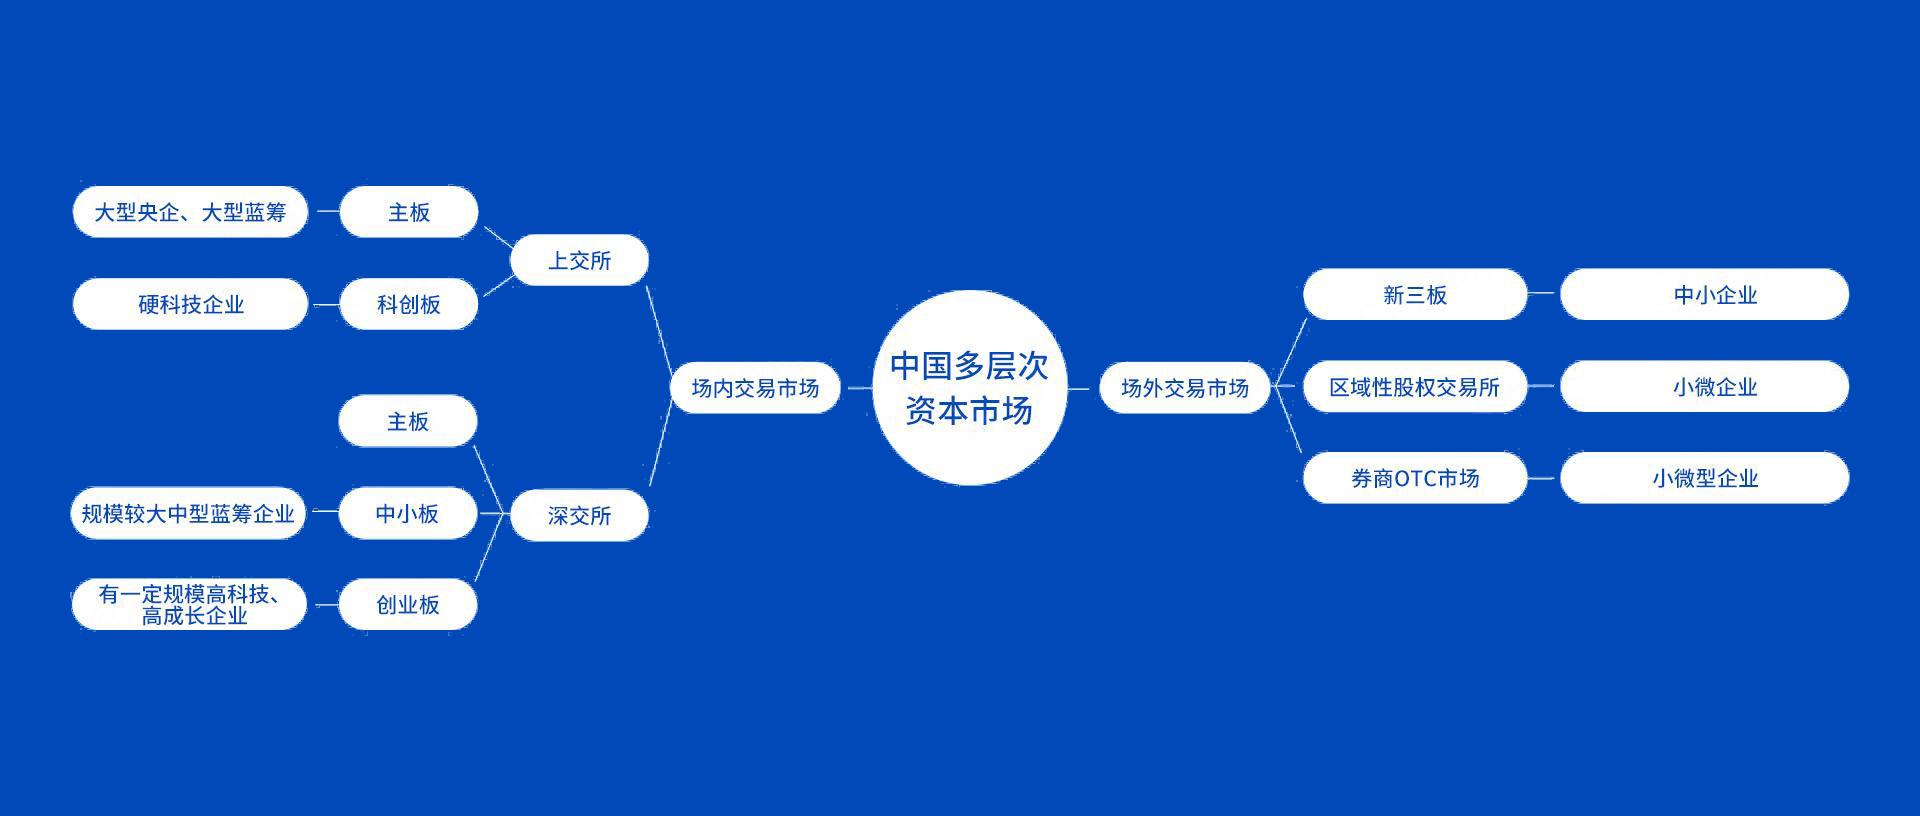 大型央企、大型蓝筹
主板
上交所
硬科技企业
科创板
主板
规模较大中型蓝筹企业
中小板
深交所
有一定规模高科技、
高成长企业
创业板
场内交易市场
中国多层次
资本市场
场外交易市场
新三板
中小企业
区域性股权交易所
小微企业
券商OTC市场
小微型企业